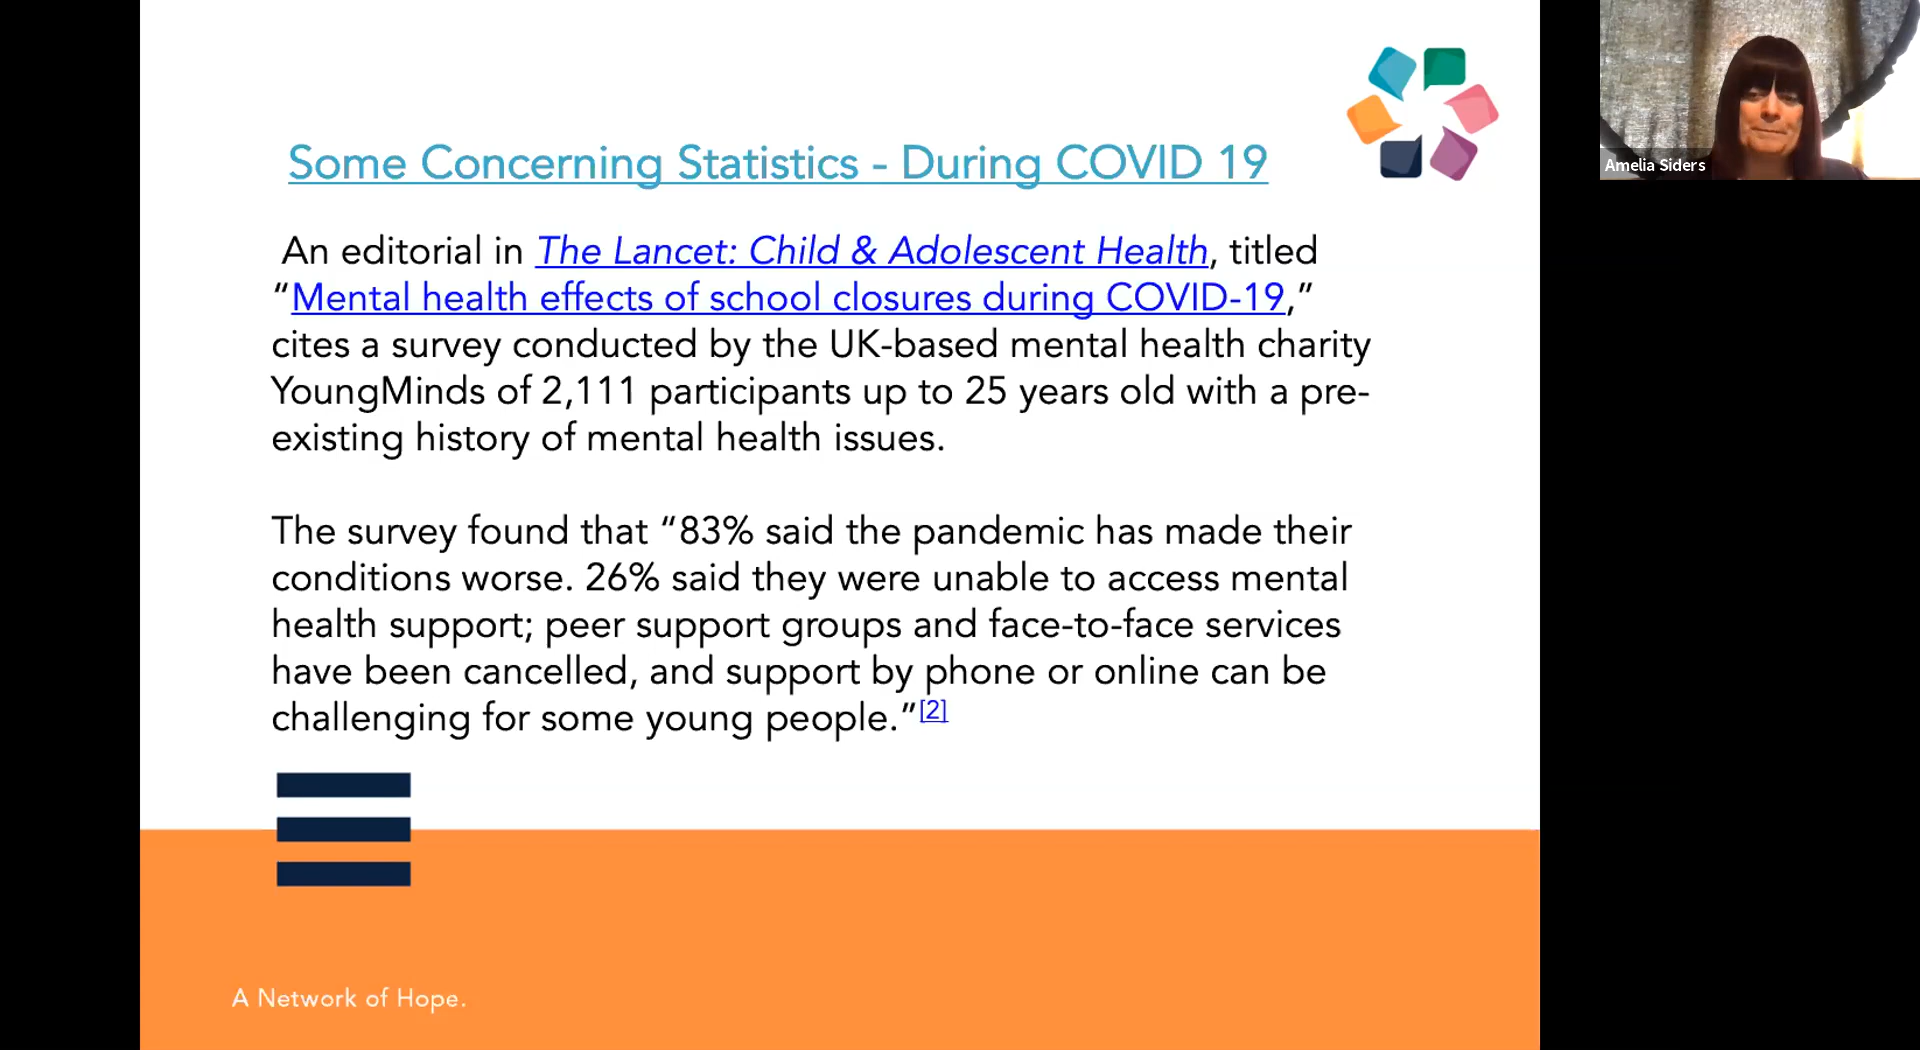 Some Concerning Statistics - During COVID 19
An editorial in The Lancet: Child & Adolescent Health, titled
“Mental health effects of school closures during COVID-19,”
cites a survey conducted by the UK-based mental health charity
YoungMinds of 2,111 participants up to 25 years old with a pre-
existing history of mental health issues.
The survey found that “83% said the pandemic has made their
conditions worse. 26% said they were unable to access mental
health support; peer support groups and face-to-face services
have been cancelled, and support by phone or online can be
challenging for some young people.”[2]
A Network of Hope.
Amelia Siders